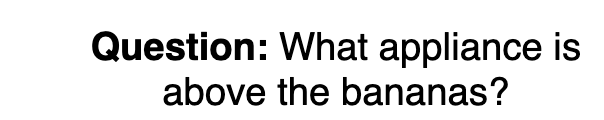 Question: What appliance is
above the bananas?